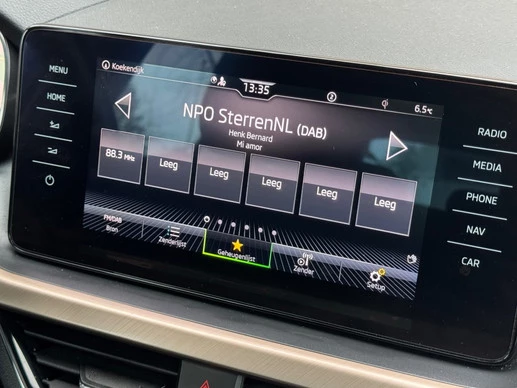 MENU
HOME
Koekendijk
13:35
2
6.5°C
NPO SterrenNL (DAB)
Henk Bernard
Mi amor
88.3 MHz
Leeg
Leeg
Leeg
Leeg
Leeg
FM/DAB
Bron
Zenderlijst
Geheugenlijst
Zender
Setup
RADIO
MEDIA
PHONE
NAV
CAR